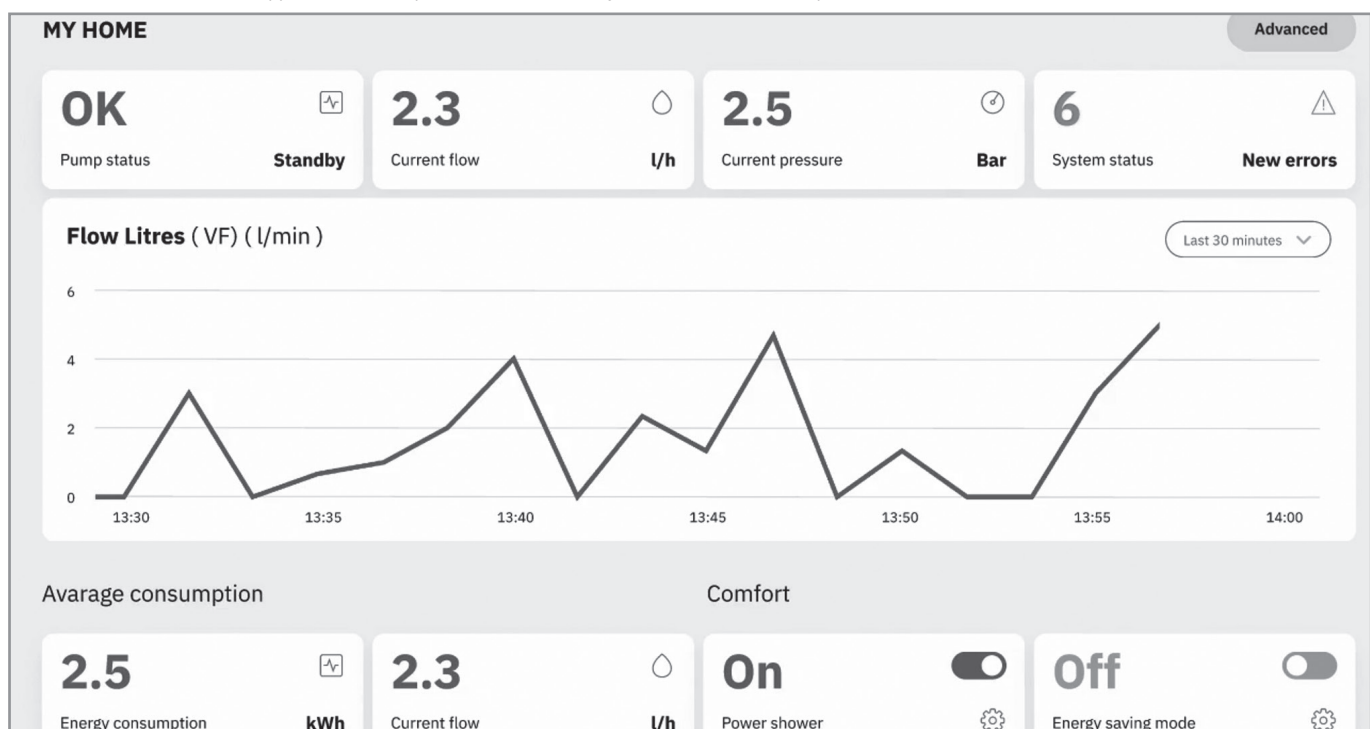 MY HOME
Advanced
OK
Pump status Standby
2.3
Current flow l/h
2.5
Current pressure Bar
6
System status New errors
Flow Litres ( VF) ( l/min )
Last 30 minutes
6
4
2
0
13:30 13:35 13:40 13:45 13:50 13:55 14:00
Avarage consumption
Comfort
2.5
Energy consumption kWh
2.3
Current flow l/h
On
Power shower
Off
Energy saving mode